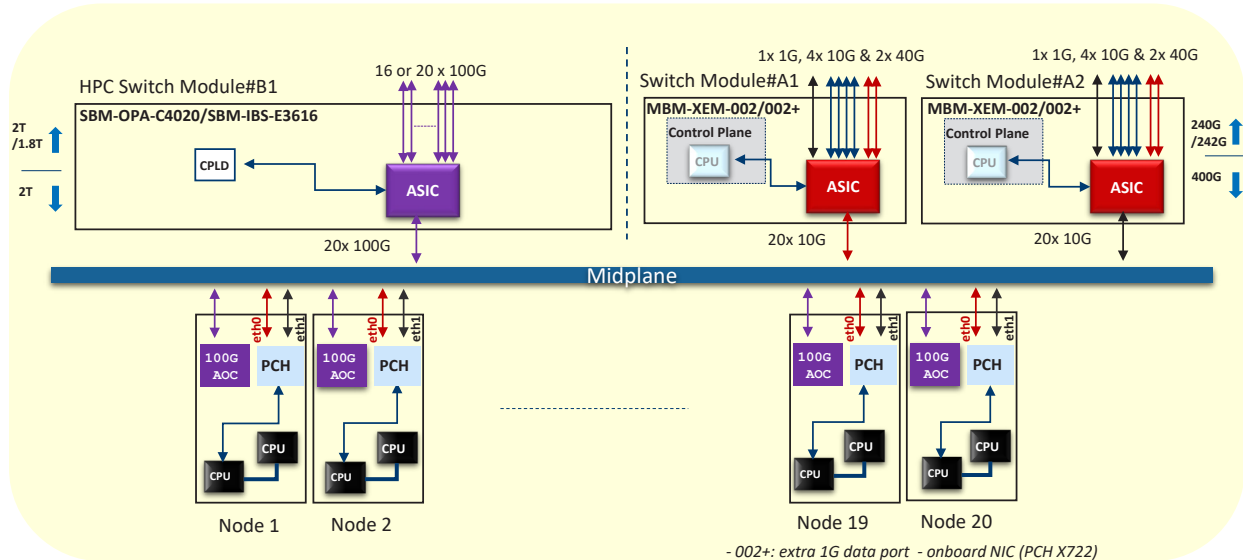 1x 1G, 4x 10G & 2x 40G
1x 1G, 4x 10G & 2x 40G
16 or 20 x 100G
HPC Switch Module#B1
Switch Module#A1
Switch Module#A2
SBM-OPA-C4020/SBM-IBS-E3616
MBM-XEM-002/002+
MBM-XEM-002/002+
2T
/1.8T
2T
CPLD
ASIC
Control Plane
CPU
ASIC
Control Plane
CPU
ASIC
240G
/242G
400G
20x 100G
20x 10G
20x 10G
Midplane
eth0
eth1
eth0
eth1
eth0
eth1
eth0
eth1
100G
AOC
PCH
100G
AOC
PCH
100G
AOC
PCH
100G
AOC
PCH
CPU
CPU
CPU
CPU
CPU
CPU
CPU
CPU
Node 1
Node 2
Node 19
Node 20
- 002+: extra 1G data port - onboard NIC (PCH X722)